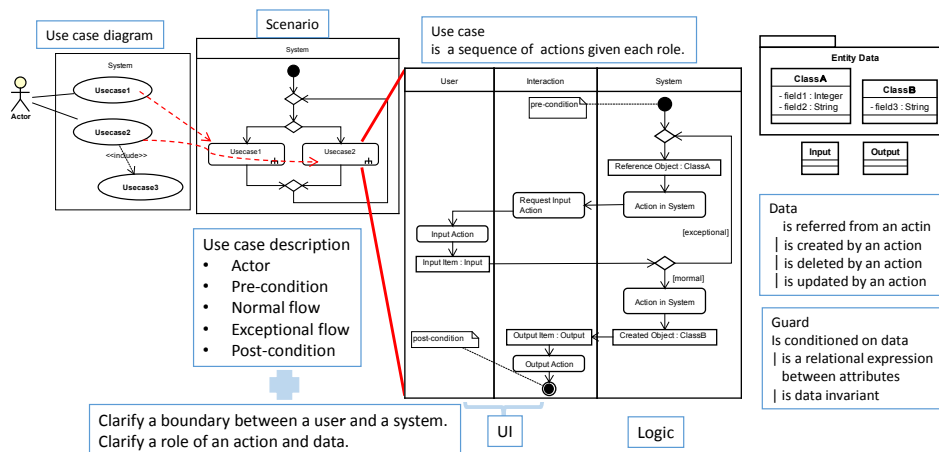 Use case diagram
System
Actor
Usecase1
Usecase2
<<include>>
Usecase3
Scenario
System
Usecase1
Usecase2
Use case
is a sequence of actions given each role.
User
Interaction
System
pre-condition
Reference Object : ClassA
Request Input
Action
Action in System
Input Action
[exceptional]
Input Item : Input
[mormal]
Action in System
post-condition
Output Item : Output
Created Object : ClassB
Output Action
UI
Logic
Use case description
• Actor
• Pre-condition
• Normal flow
• Exceptional flow
• Post-condition
Clarify a boundary between a user and a system.
Clarify a role of an action and data.
Entity Data
ClassA
- field1 : Integer
- field2 : String
ClassB
- field3 : String
Input
Output
Data
is referred from an actin
| is created by an action
| is deleted by an action
| is updated by an action
Guard
Is conditioned on data
| is a relational expression
between attributes
| is data invariant